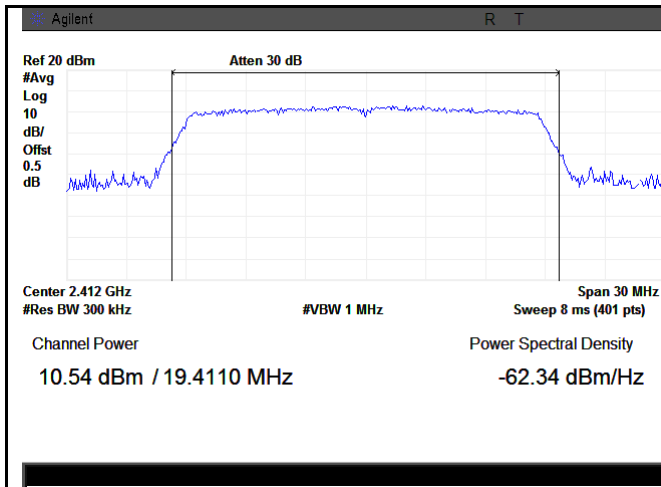 Agilent
R T
Ref 20 dBm
Atten 30 dB
#Avg
Log
10
dB/
Offst
0.5
dB
Center 2.412 GHz
Span 30 MHz
#Res BW 300 kHz
#VBW 1 MHz
Sweep 8 ms (401 pts)
Channel Power
Power Spectral Density
10.54 dBm / 19.4110 MHz
-62.34 dBm/Hz